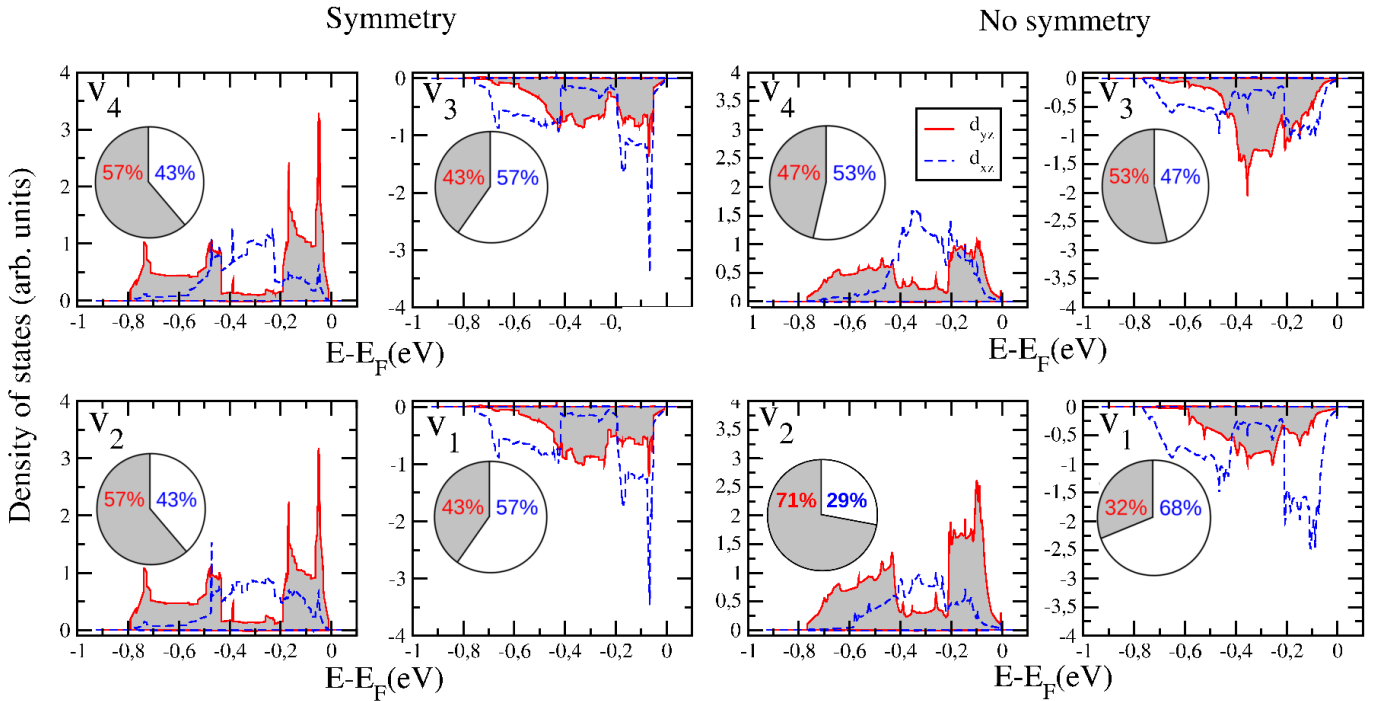 Symmetry
No symmetry
Density of states (arb. units)
V4
57% 43%
4
3
2
1
0
-1 -0,8 -0,6 -0,4 -0,2 0
E-EF(eV)
V3
43% 57%
0
-1
-2
-3
-4
-1 -0,8 -0,6 -0,4 -0,
V4
47% 53%
dyz
dxz
4
3,5
3
2,5
2
1,5
1
0,5
0
-1 -0,8 -0,6 -0,4 -0,2 0
E-EF(eV)
V3
53% 47%
0
-0,5
-1
-1,5
-2
-2,5
-3
-3,5
-4
-1 -0,8 -0,6 -0,4 -0,2 0
E-EF(eV)
V2
57% 43%
4
3
2
1
0
-1 -0,8 -0,6 -0,4 -0,2 0
E-EF(eV)
V1
43% 57%
0
-1
-2
-3
-4
-1 -0,8 -0,6 -0,4 -0,2 0
E-EF(eV)
V2
71% 29%
4
3,5
3
2,5
2
1,5
1
0,5
0
-1 -0,8 -0,6 -0,4 -0,2 0
E-EF(eV)
V1
32% 68%
0
-0,5
-1
-1,5
-2
-2,5
-3
-3,5
-4
-1 -0,8 -0,6 -0,4 -0,2 0
E-EF(eV)